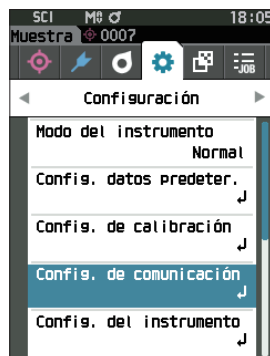 SCI M⊘ ♂ 18:05
Muestra 0007
JOB
Configuración
Modo del instrumento
Normal
Config. datos predeter.
Config. de calibración
Config. de comunicación
Config. del instrumento